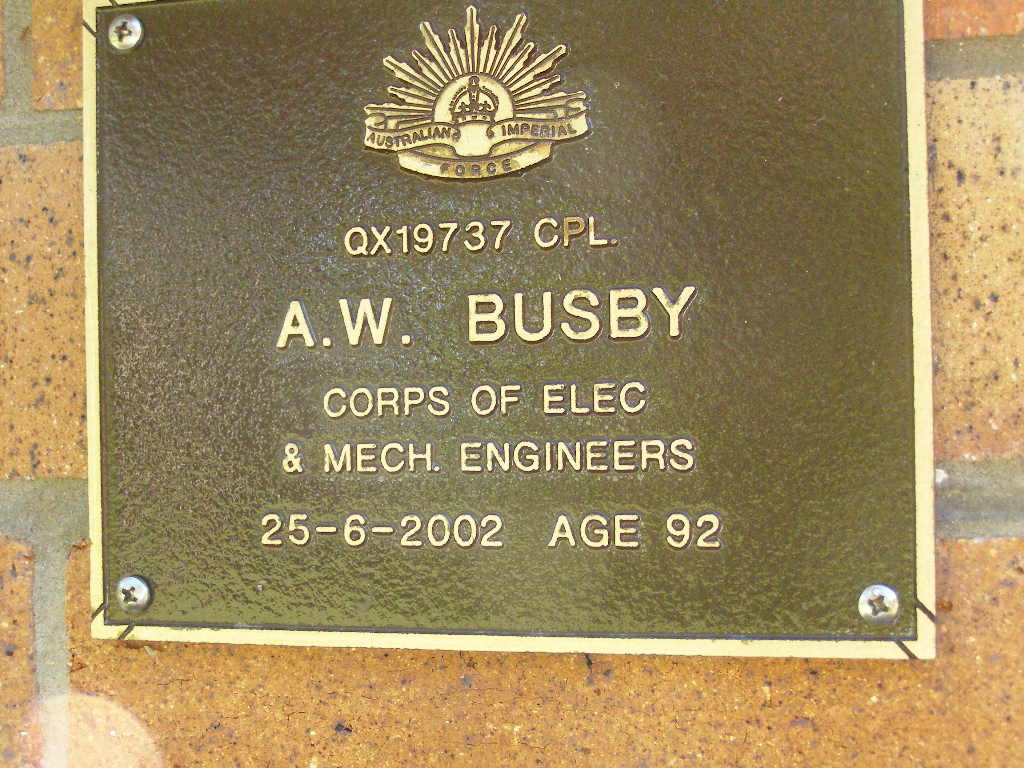 AUSTRALIAN IMPERIAL
FORCE
QX19737 CPL.
A.W. BUSBY
CORPS OF ELEC
& MECH. ENGINEERS
25-6-2002 AGE 92